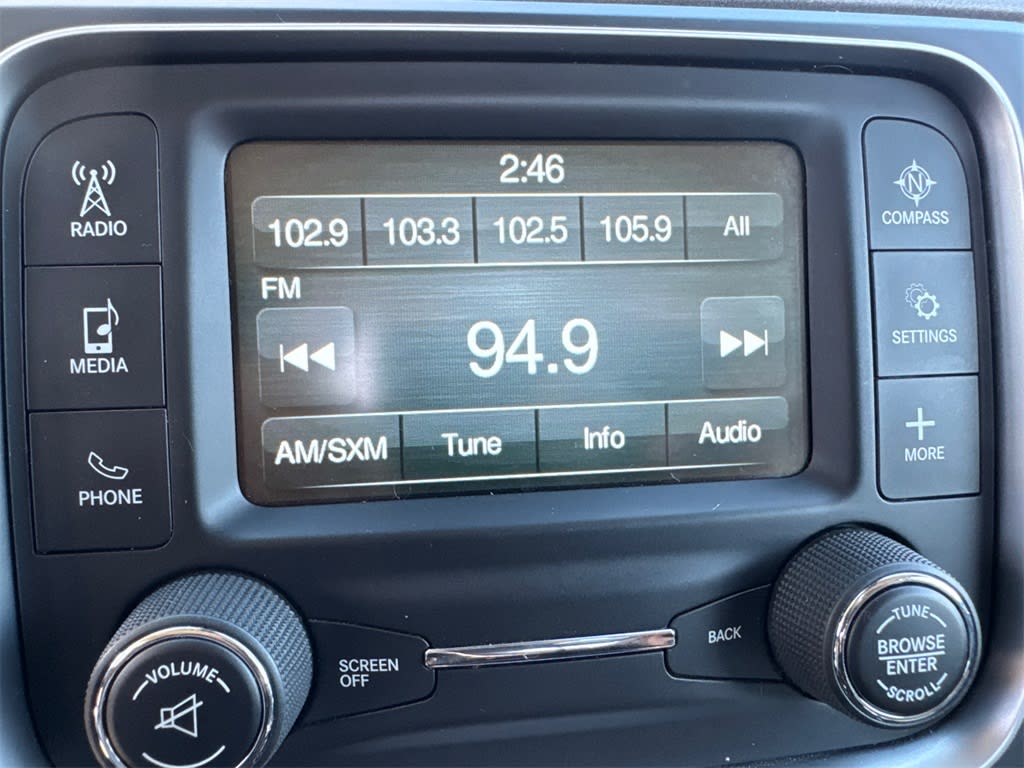 2:46
102.9 103.3 102.5 105.9 All
FM
94.9
AM/SXM Tune Info Audio
RADIO
MEDIA
PHONE
N
COMPASS
SETTINGS
MORE
VOLUME
SCREEN
OFF
BACK
TUNE
BROWSE
ENTER
SCROLL